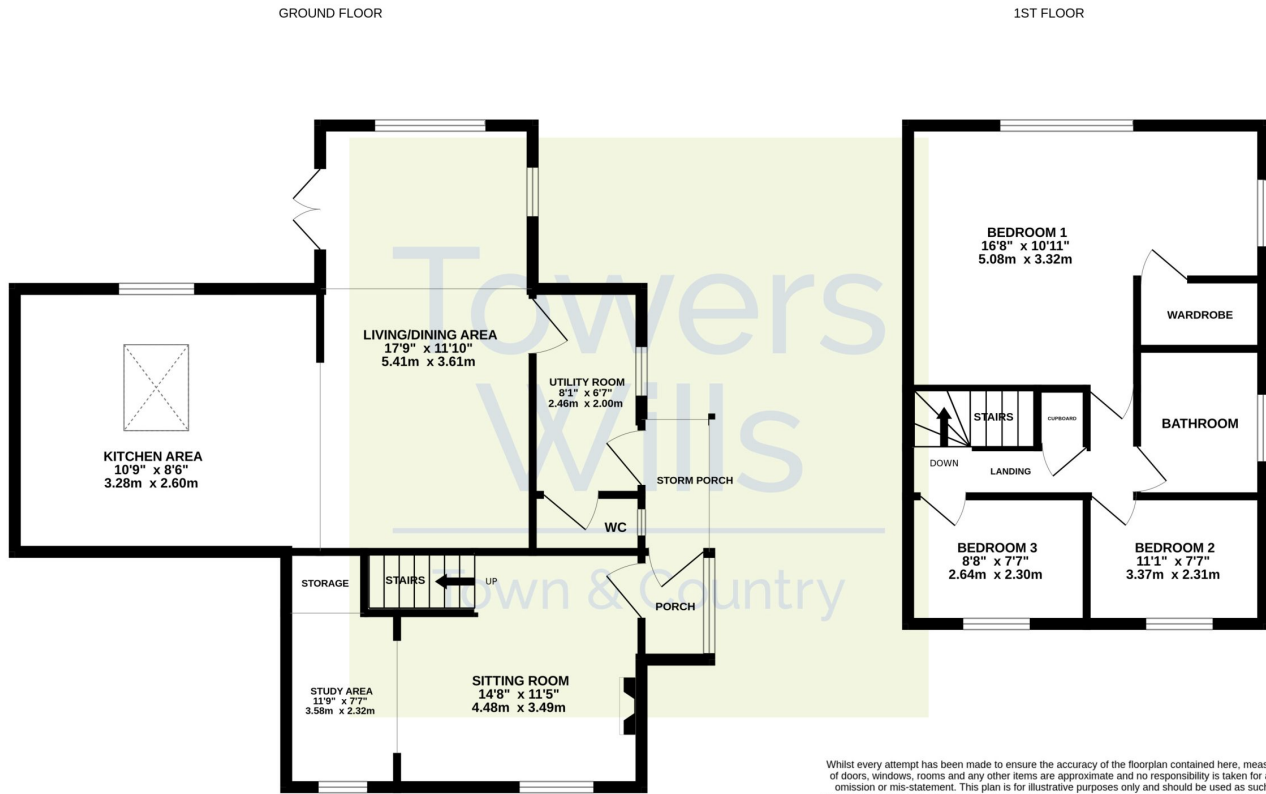 GROUND FLOOR
1ST FLOOR
Towers
Wills
Town & Country
LIVING/DINING AREA
17'9" x 11'10"
5.41m x 3.61m
KITCHEN AREA
10'9" x 8'6"
3.28m x 2.60m
UTILITY ROOM
8'1" x 6'7"
2.46m x 2.00m
STORM PORCH
WC
STORAGE
STAIRS
UP
PORCH
STUDY AREA
11'9" x 7'7"
3.58m x 2.32m
SITTING ROOM
14'8" x 11'5"
4.48m x 3.49m
BEDROOM 1
16'8" x 10'11"
5.08m x 3.32m
WARDROBE
BATHROOM
STAIRS
CUPBOARD
DOWN
LANDING
BEDROOM 3
8'8" x 7'7"
2.64m x 2.30m
BEDROOM 2
11'1" x 7'7"
3.37m x 2.31m
Whilst every attempt has been made to ensure the accuracy of the floorplan contained here, meas
of doors, windows, rooms and any other items are approximate and no responsibility is taken for
omission or mis-statement. This plan is for illustrative purposes only and should be used as such